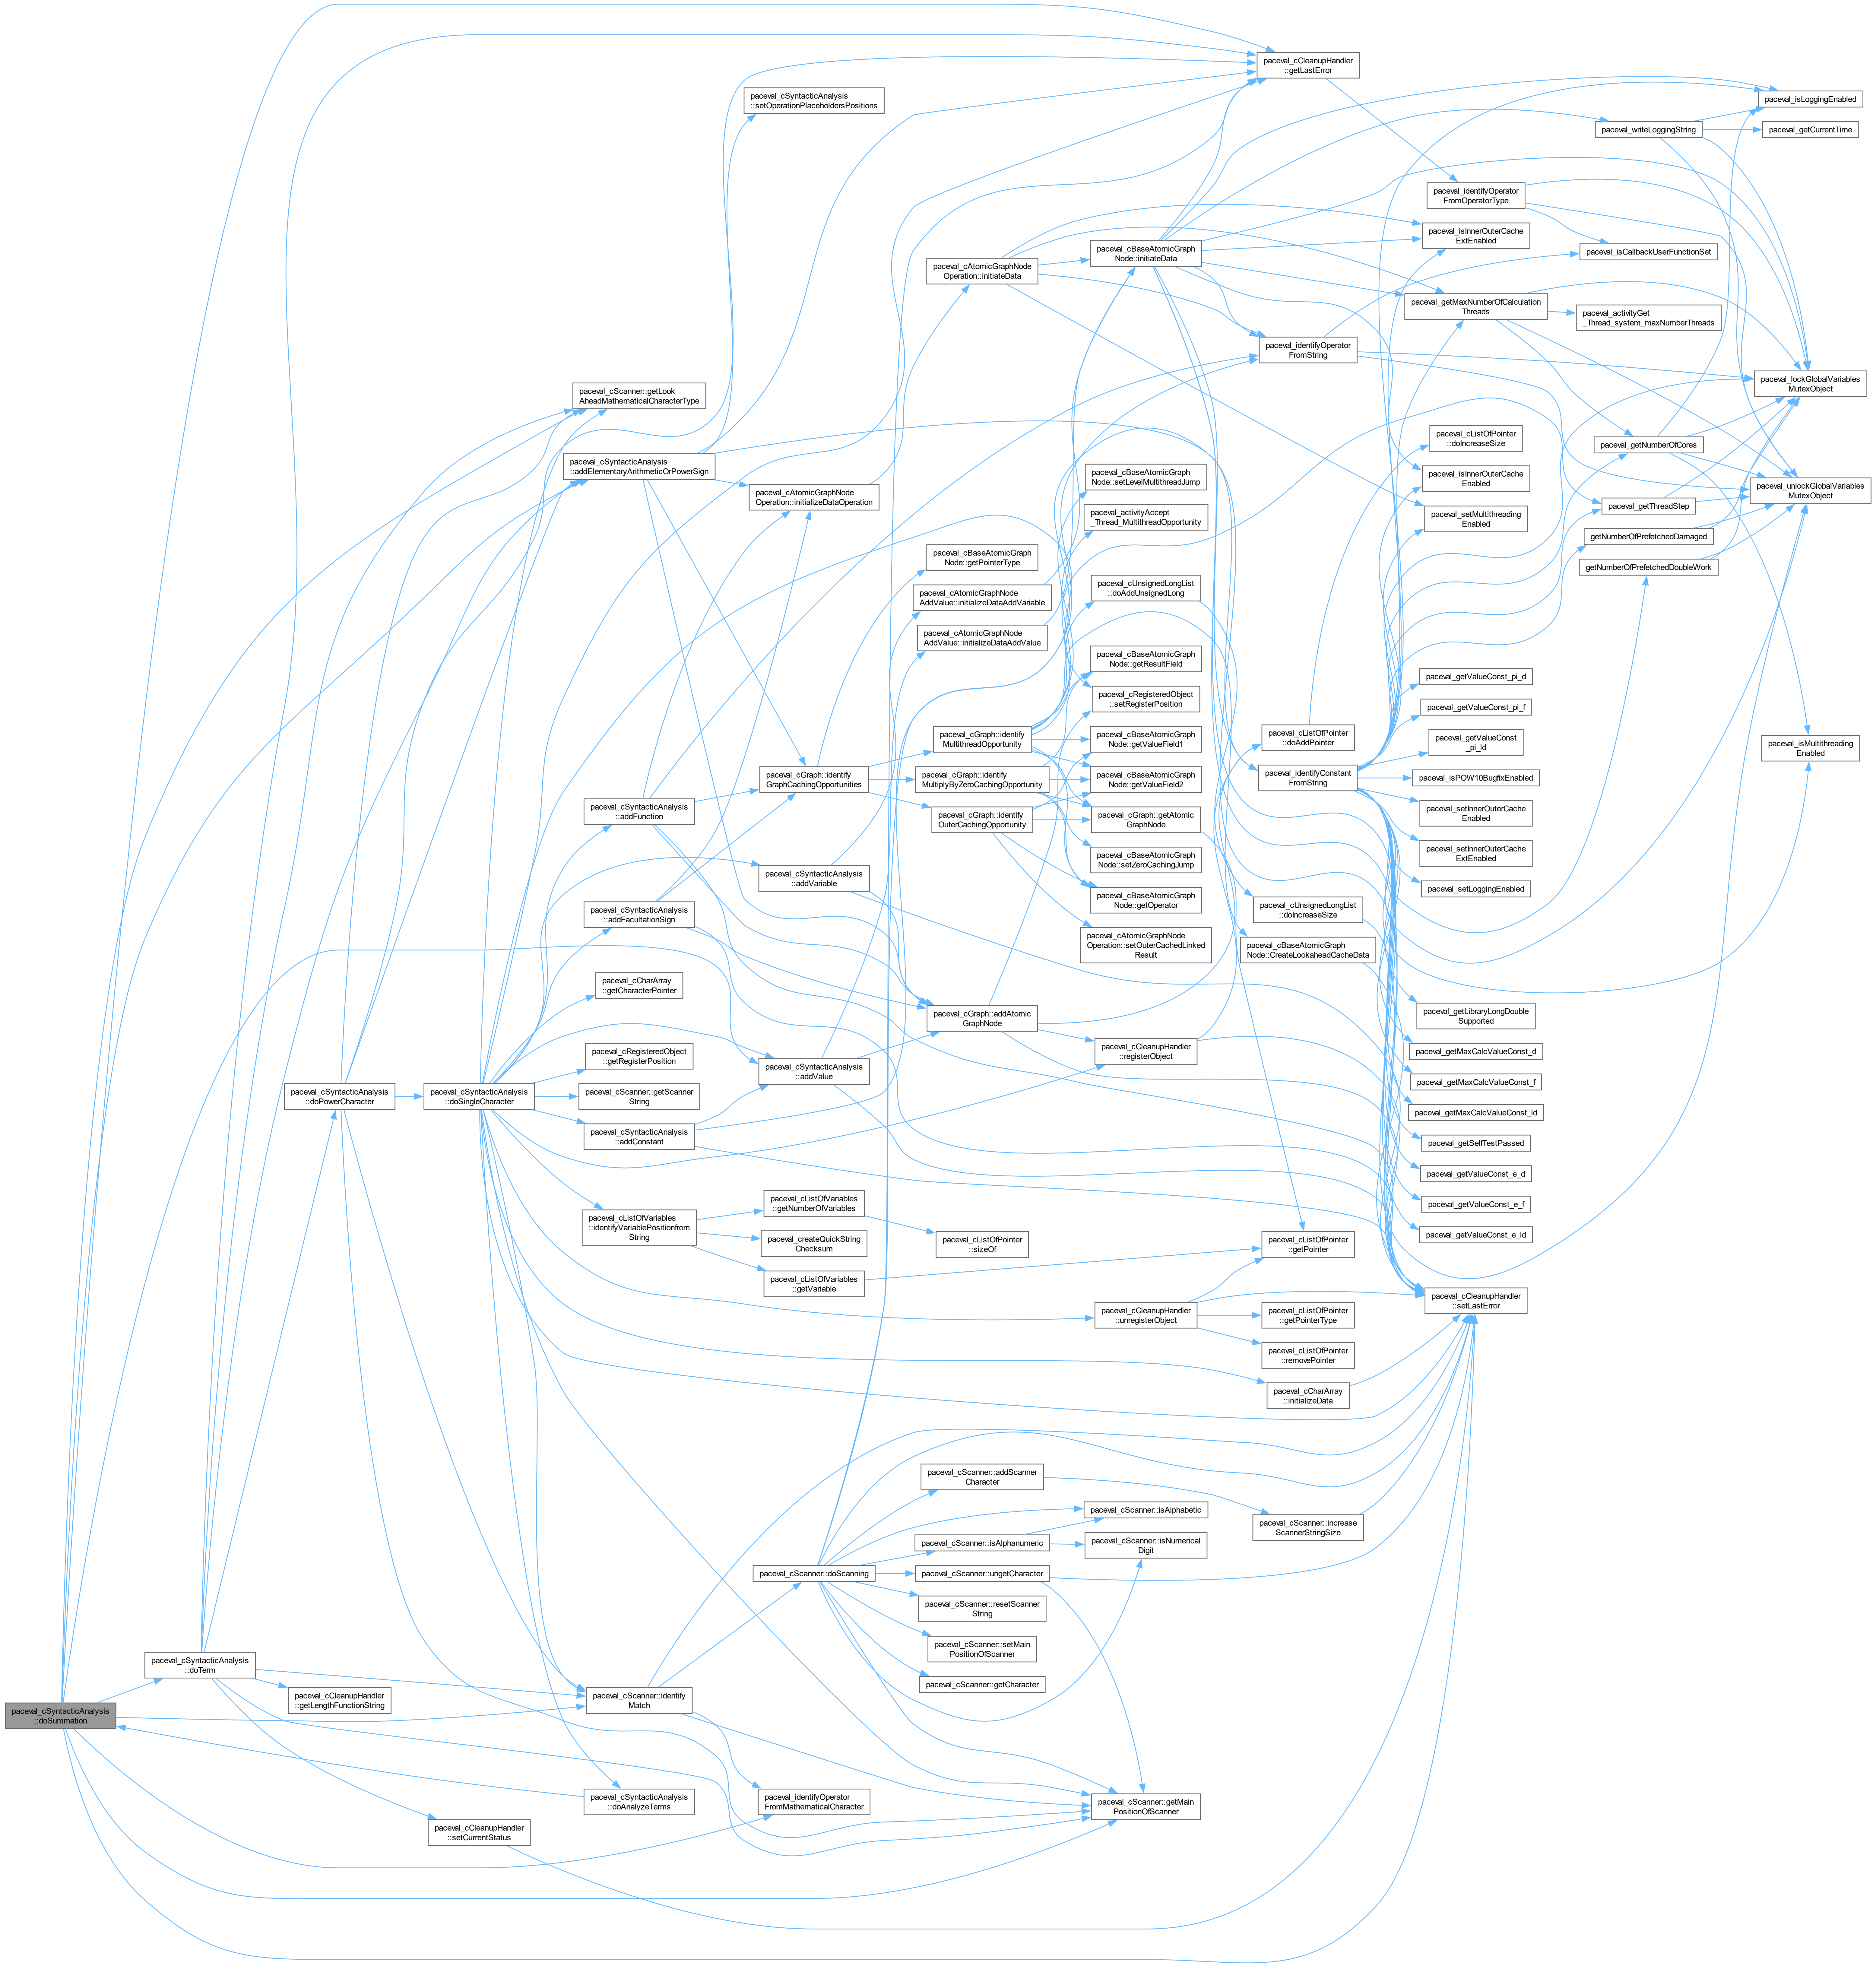 paceval_cSyntacticAnalysis
::doSummation
paceval_cSyntacticAnalysis
::doTerm
paceval_cSyntacticAnalysis
::doPowerCharacter
paceval_cCleanupHandler
::getLengthFunctionString
paceval_cSyntacticAnalysis
::doSingleCharacter
paceval_cCleanupHandler
::setCurrentStatus
paceval_cScanner::getLook
AheadMathematicalCharacterType
paceval_cSyntacticAnalysis
::addElementaryArithmeticOrPowerSign
paceval_cSyntacticAnalysis
::addFunction
paceval_cSyntacticAnalysis
::addFacultationSign
paceval_cCharArray
::getCharacterPointer
paceval_cRegisteredObject
::getRegisterPosition
paceval_cScanner::getScanner
String
paceval_cSyntacticAnalysis
::addConstant
paceval_cListOfVariables
::identifyVariablePositionfrom
String
paceval_cScanner::identify
Match
paceval_cSyntacticAnalysis
::doAnalyzeTerms
paceval_cSyntacticAnalysis
::setOperationPlaceholdersPositions
paceval_cAtomicGraphNode
Operation::initializeDataOperation
paceval_cGraph::identify
GraphCachingOpportunities
paceval_cSyntacticAnalysis
::addVariable
paceval_cSyntacticAnalysis
::addValue
paceval_cListOfVariables
::getNumberOfVariables
paceval_createQuickString
Checksum
paceval_cListOfVariables
::getVariable
paceval_cScanner::doScanning
paceval_identifyOperator
FromMathematicalCharacter
paceval_cAtomicGraphNode
Operation::initiateData
paceval_cBaseAtomicGraph
Node::getPointerType
paceval_cAtomicGraphNode
AddValue::initializeDataAddVariable
paceval_cAtomicGraphNode
AddValue::initializeDataAddValue
paceval_cGraph::identify
MultithreadOpportunity
paceval_cGraph::identify
MultiplyByZeroCachingOpportunity
paceval_cGraph::identify
OuterCachingOpportunity
paceval_cGraph::addAtomic
GraphNode
paceval_cListOfPointer
::sizeOf
paceval_cScanner::addScanner
Character
paceval_cScanner::isAlphanumeric
paceval_cScanner::ungetCharacter
paceval_cScanner::resetScanner
String
paceval_cScanner::setMain
PositionOfScanner
paceval_cScanner::getCharacter
paceval_cBaseAtomicGraph
Node::initiateData
paceval_cBaseAtomicGraph
Node::setLevelMultithreadJump
paceval_activityAccept
_Thread_MultithreadOpportunity
paceval_cUnsignedLongList
::doAddUnsignedLong
paceval_cBaseAtomicGraph
Node::getResultField
paceval_cRegisteredObject
::setRegisterPosition
paceval_cBaseAtomicGraph
Node::getValueField1
paceval_cBaseAtomicGraph
Node::getValueField2
paceval_cGraph::getAtomic
GraphNode
paceval_cBaseAtomicGraph
Node::setZeroCachingJump
paceval_cBaseAtomicGraph
Node::getOperator
paceval_cAtomicGraphNode
Operation::setOuterCachedLinked
Result
paceval_cCleanupHandler
::registerObject
paceval_cCleanupHandler
::unregisterObject
paceval_cScanner::isAlphabetic
paceval_cScanner::isNumerical
Digit
paceval_cScanner::getMain
PositionOfScanner
paceval_cCleanupHandler
::getLastError
paceval_identifyOperator
FromString
paceval_cListOfPointer
::doAddPointer
paceval_identifyConstant
FromString
paceval_cUnsignedLongList
::doIncreaseSize
paceval_cBaseAtomicGraph
Node::CreateLookaheadCacheData
paceval_cListOfPointer
::getPointer
paceval_cListOfPointer
::getPointerType
paceval_cListOfPointer
::removePointer
paceval_cCharArray
::initializeData
paceval_cScanner::increase
ScannerStringSize
paceval_identifyOperator
FromOperatorType
paceval_isInnerOuterCache
ExtEnabled
paceval_getMaxNumberOfCalculation
Threads
paceval_cListOfPointer
::doIncreaseSize
paceval_isInnerOuterCache
Enabled
paceval_setMultithreading
Enabled
paceval_getValueConst_pi_d
paceval_getValueConst_pi_f
paceval_getValueConst
_pi_ld
paceval_isPOW10BugfixEnabled
paceval_setInnerOuterCache
Enabled
paceval_setInnerOuterCache
ExtEnabled
paceval_setLoggingEnabled
paceval_getLibraryLongDouble
Supported
paceval_getMaxCalcValueConst_d
paceval_getMaxCalcValueConst_f
paceval_getMaxCalcValueConst_ld
paceval_getSelfTestPassed
paceval_getValueConst_e_d
paceval_getValueConst_e_f
paceval_getValueConst_e_ld
paceval_cCleanupHandler
::setLastError
paceval_writeLoggingString
paceval_isCallbackUserFunctionSet
paceval_activityGet
_Thread_system_maxNumberThreads
paceval_getNumberOfCores
paceval_getThreadStep
getNumberOfPrefetchedDamaged
getNumberOfPrefetchedDoubleWork
paceval_isLoggingEnabled
paceval_getCurrentTime
paceval_lockGlobalVariables
MutexObject
paceval_unlockGlobalVariables
MutexObject
paceval_isMultithreading
Enabled